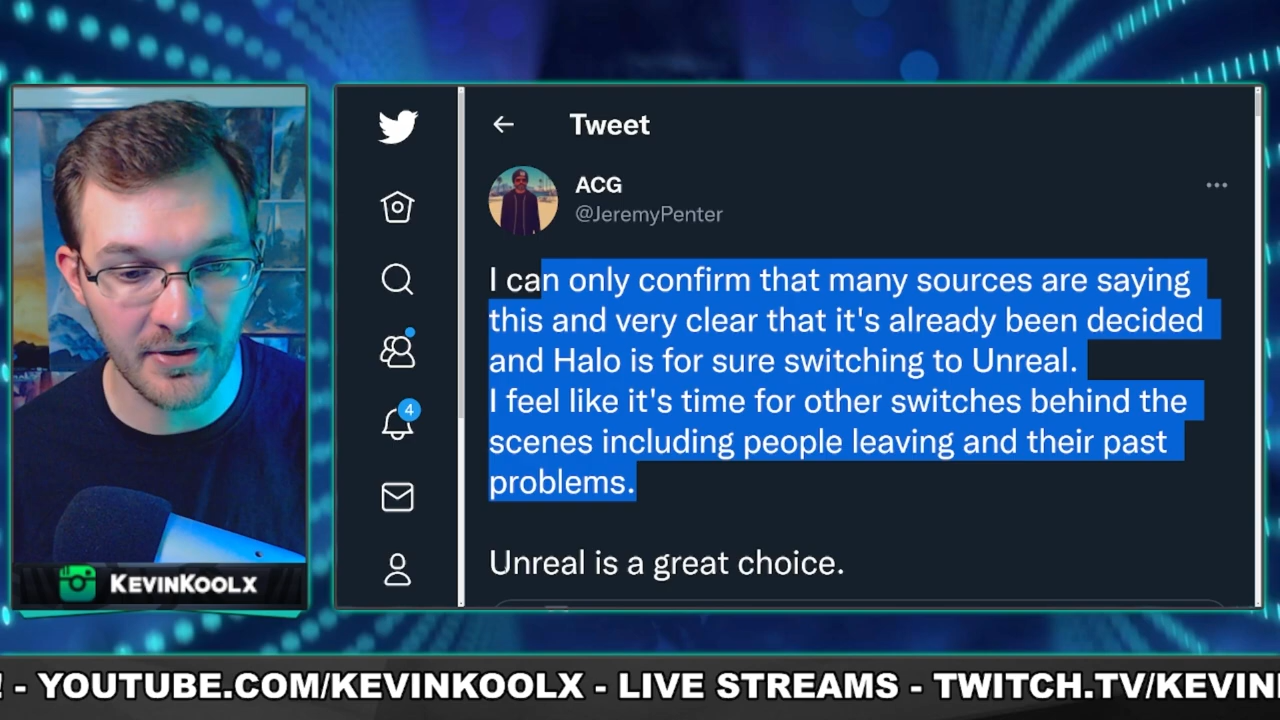 Tweet
ACG
@JeremyPenter
I can only confirm that many sources are saying
this and very clear that it's already been decided
and Halo is for sure switching to Unreal.
I feel like it's time for other switches behind the
scenes including people leaving and their past
problems.
Unreal is a great choice.
4
KEVINKOOLX
! - YOUTUBE.COM/KEVINKOOLX - LIVE STREAMS - TWITCH.TV/KEVIN